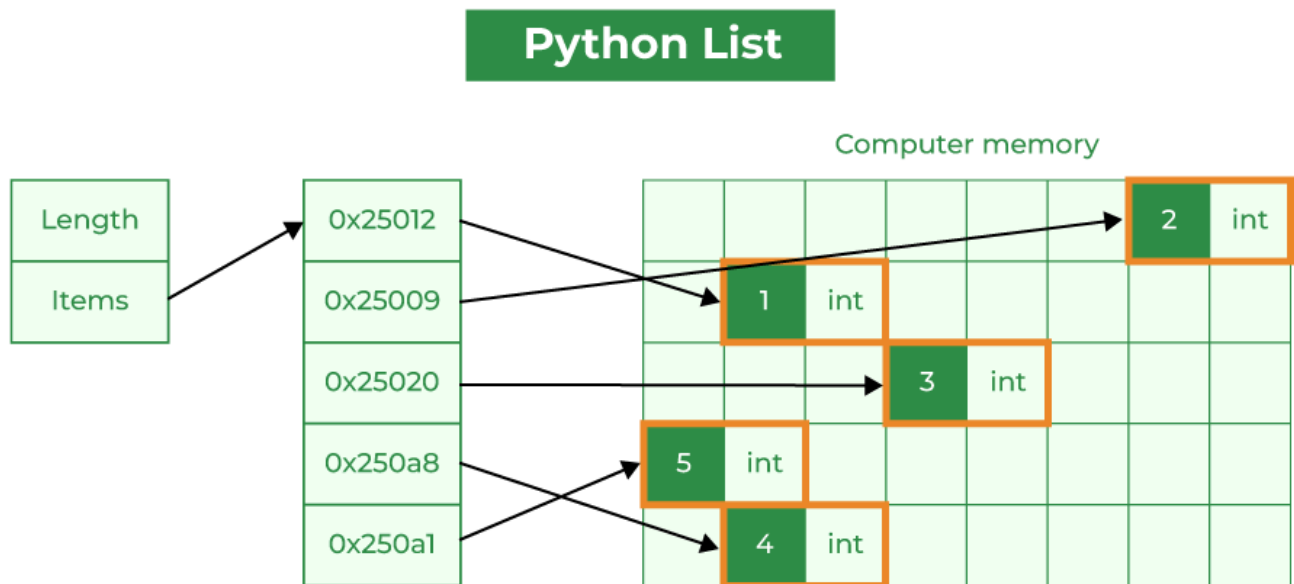 Python List
Computer memory
Length
Items
0x25012
0x25009
0x25020
0x250a8
0x250a1
2 int
1 int
3 int
5 int
4 int